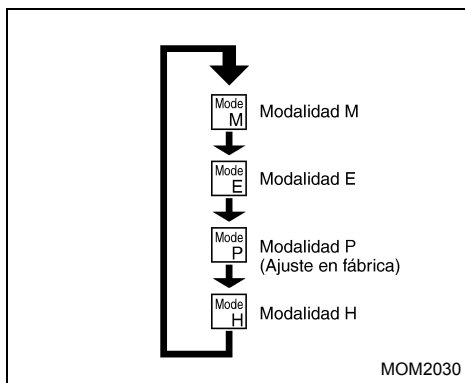 Mode
M
Modalidad M
Mode
E
Modalidad E
Mode
P
Modalidad P
(Ajuste en fábrica)
Mode
H
Modalidad H
MOM2030